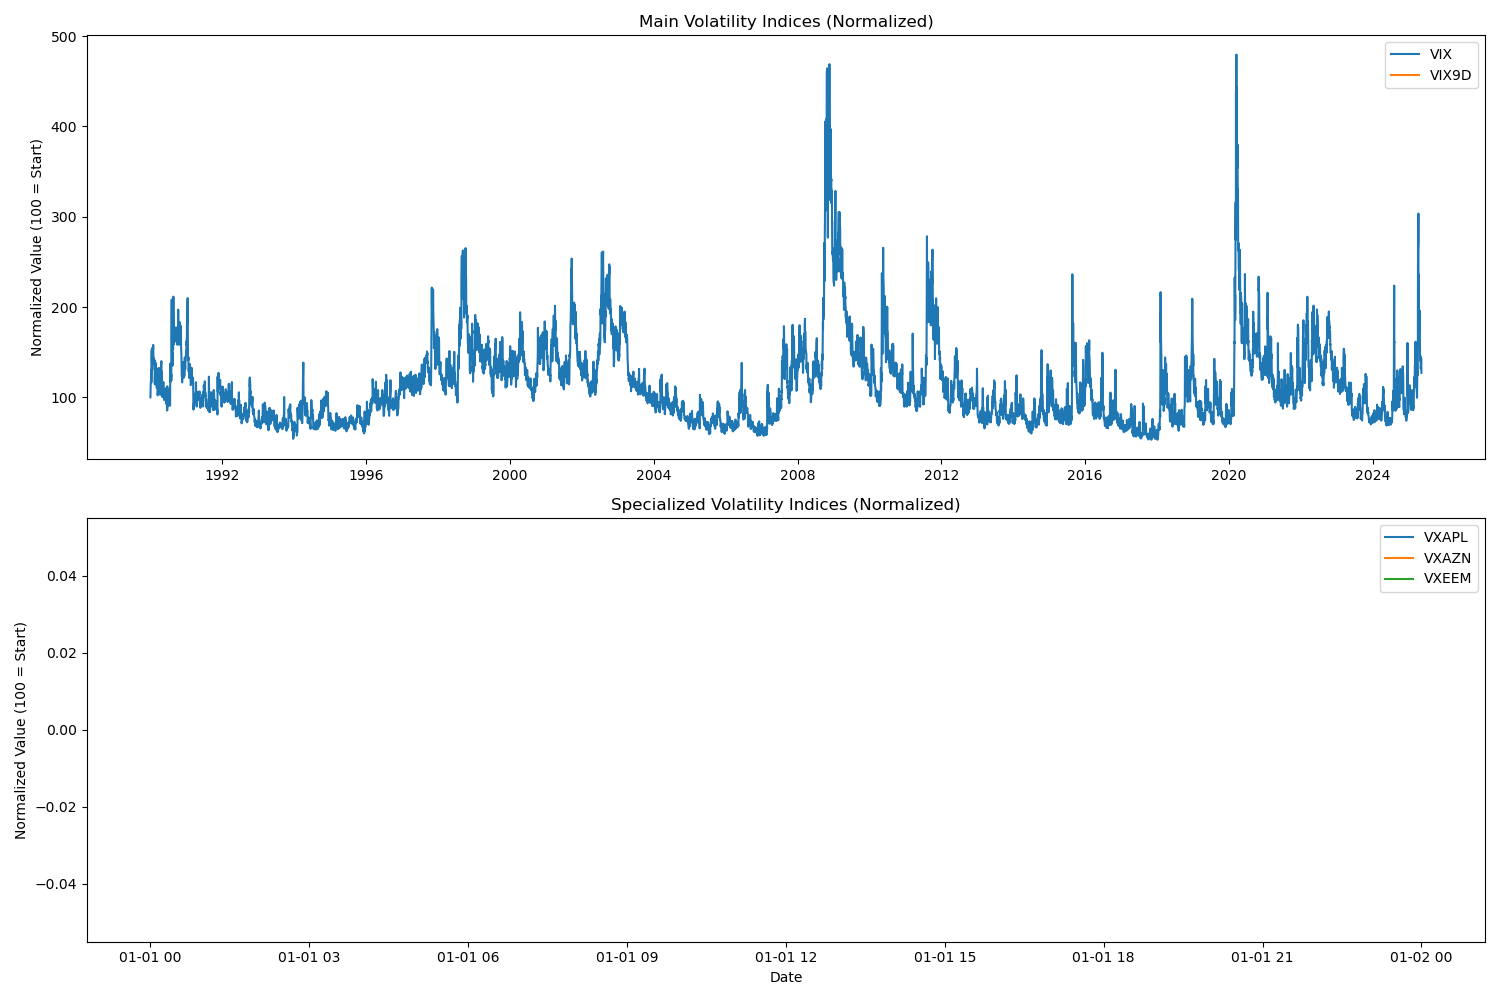 Main Volatility Indices (Normalized)
500
400
300
200
100
Normalized Value (100 = Start)
VIX
VIX9D
1992 1996 2000 2004 2008 2012 2016 2020 2024
Specialized Volatility Indices (Normalized)
0.04
0.02
0.00
−0.02
−0.04
Normalized Value (100 = Start)
VXAPL
VXAZN
VXEEM
01-01 00 01-01 03 01-01 06 01-01 09 01-01 12 01-01 15 01-01 18 01-01 21 01-02 00
Date